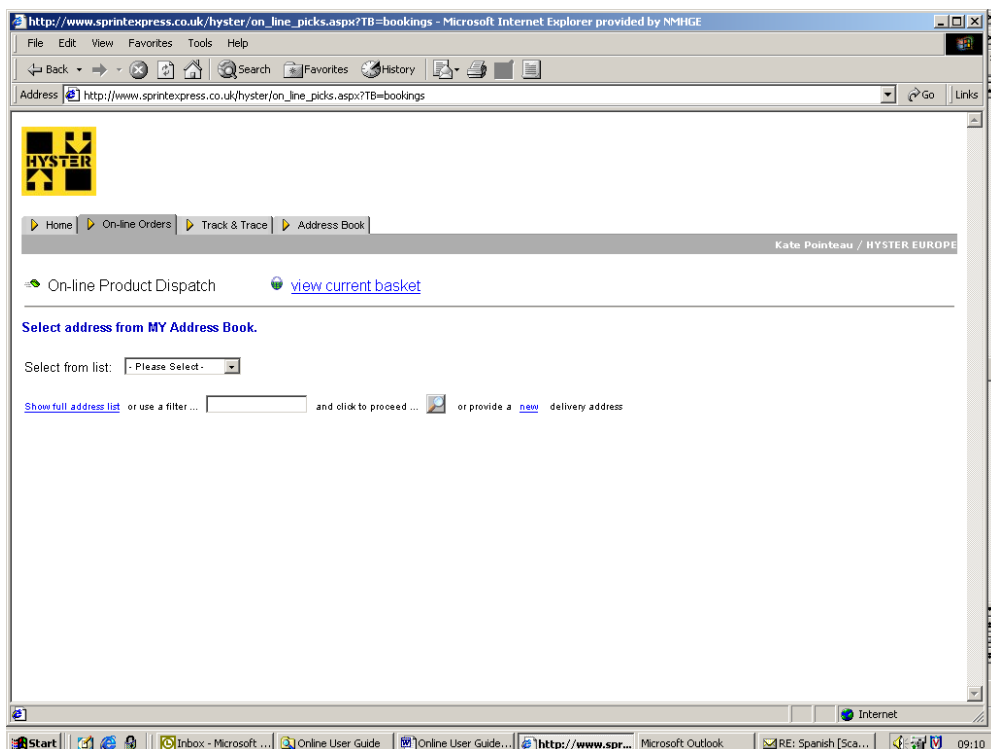 http://www.sprintexpress.co.uk/hyster/on_line_picks.aspx?TB=bookings - Microsoft Internet Explorer provided by NMHGE
File Edit View Favorites Tools Help
Back Search Favorites History
Address http://www.sprintexpress.co.uk/hyster/on_line_picks.aspx?TB=bookings Go Links
HYSTER
Home On-line Orders Track & Trace Address Book
Kate Pointeau / HYSTER EUROPE
On-line Product Dispatch view current basket
Select address from MY Address Book.
Select from list: - Please Select -
Show full address list or use a filter ... and click to proceed ... or provide a new delivery address
Internet
Start Inbox - Microsoft ... Online User Guide Online User Guide... http://www.spr... Microsoft Outlook RE: Spanish [Sca... 09:10